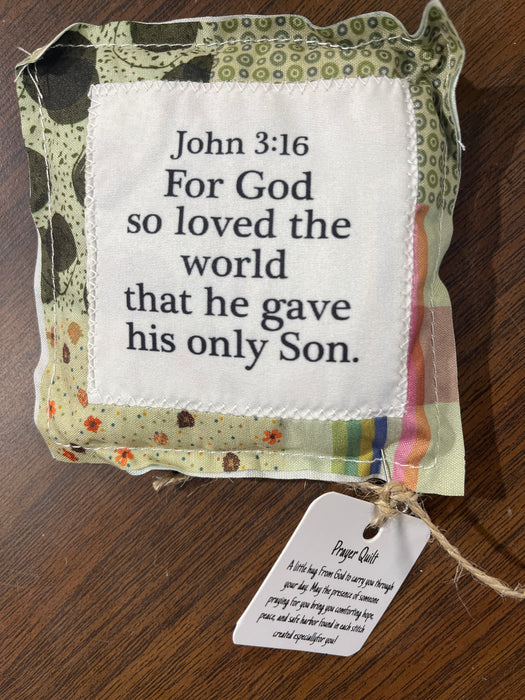 John 3:16
For God
so loved the
world
that he gave
his only Son.
Prayer Quilt
A little hug from God to carry you through
your day. May the presence of someone
praying for you bring you comforting hope,
peace, and safe harbor found in each stitch
created especiallyfor you!